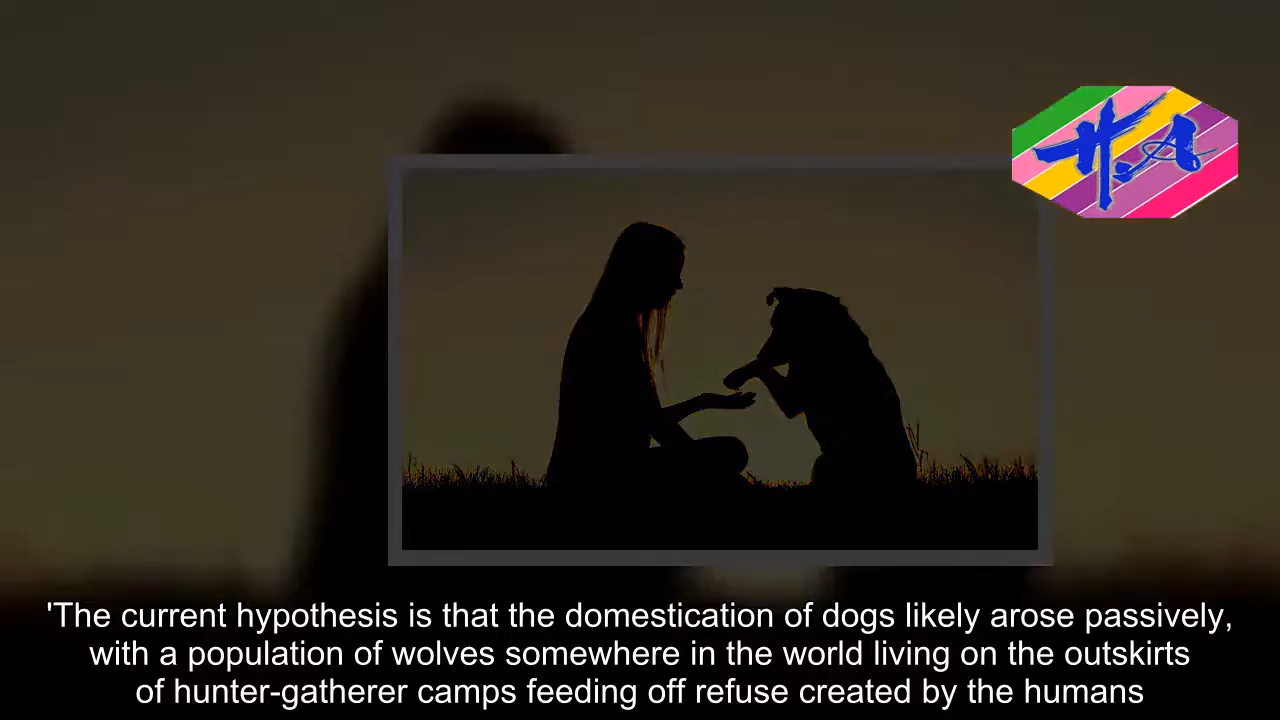 H.A
'The current hypothesis is that the domestication of dogs likely arose passively,
with a population of wolves somewhere in the world living on the outskirts
of hunter-gatherer camps feeding off refuse created by the humans